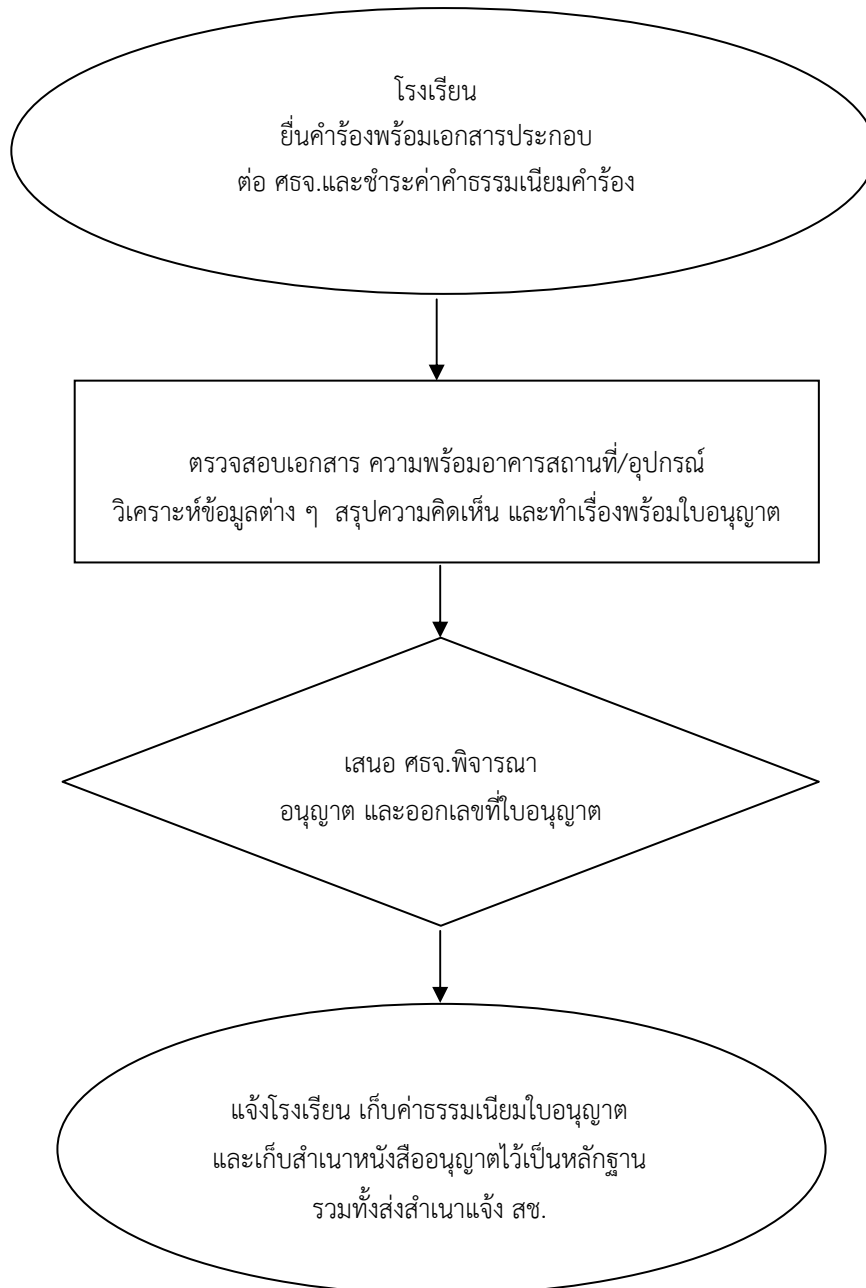 โรงเรียน
ยื่นคำร้องพร้อมเอกสารประกอบ
ต่อ ศธจ.และชำระค่าคำธรรมเนียมคำร้อง
ตรวจสอบเอกสาร ความพร้อมอาคารสถานที่/อุปกรณ์
วิเคราะห์ข้อมูลต่าง ๆ  สรุปความคิดเห็น และทำเรื่องพร้อมใบอนุญาต
เสนอ ศธจ.พิจารณา
อนุญาต และออกเลขที่ใบอนุญาต
แจ้งโรงเรียน เก็บค่าธรรมเนียมใบอนุญาต
และเก็บสำเนาหนังสืออนุญาตไว้เป็นหลักฐาน
รวมทั้งส่งสำเนาแจ้ง สช.